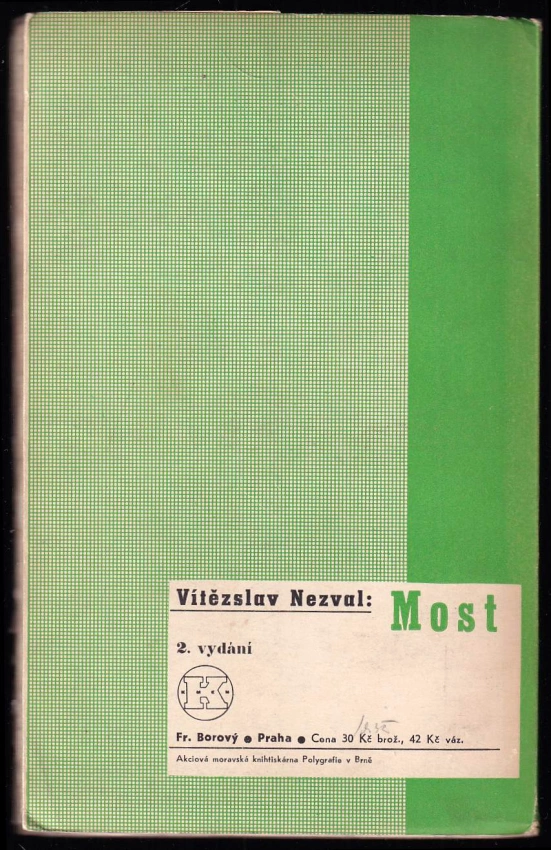 Vítězslav Nezval: Most
2. vydání
K
Fr. Borový ● Praha ● Cena 30 Kč brož., 42 Kč váz.
Akciová moravská knihtiskárna Polygrafie v Brně